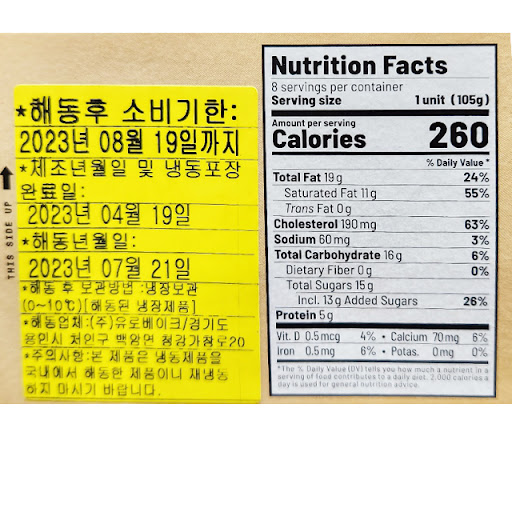 *해동후 소비기한:
2023년 08월 19일까지
*체조년월일 및 냉동포장
완료일:
2023년 04월 19일
*해동년월일:
2023년 07월 21일
*해동 후 보관방법 :냉장보관
(0~10℃)[해동된 냉장제품]
*해동업체:(주)유로베이크/경기도
용인시 처인구 백암면 청강가창로20
*주의사항:본 제품은 냉동제품을
국내에서 해동한 제품이니 재냉동
하지 마시기 바랍니다.
THIS SIDE UP
Nutrition Facts
8 servings per container
Serving size 1 unit (105g)
Amount per serving
Calories 260
% Daily Value *
Total Fat 19g 24%
Saturated Fat 11g 55%
Trans Fat 0g
Cholesterol 190mg 63%
Sodium 60mg 3%
Total Carbohydrate 16g 6%
Dietary Fiber 0g 0%
Total Sugars 15g
Incl. 13g Added Sugars 26%
Protein 5g
Vit. D 0.5mcg 4% • Calcium 70mg 6%
Iron 0.5mg 6% • Potas. 0mg 0%
*The % Daily Value (DV) tells you how much a nutrient in a
serving of food contributes to a daily diet. 2,000 calories a
day is used for general nutrition advice.